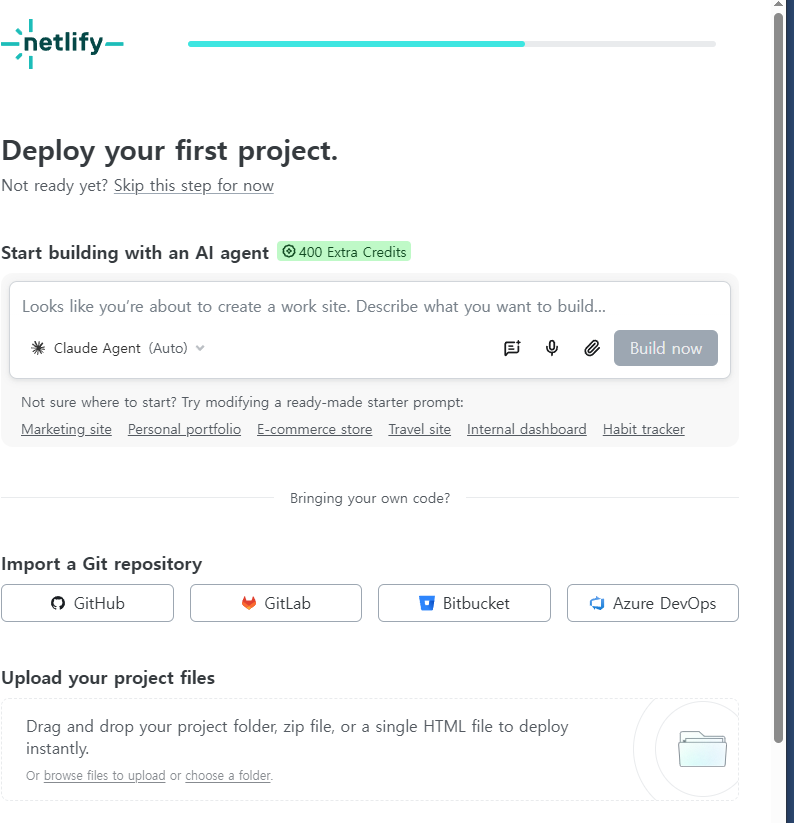 netlify
Deploy your first project.
Not ready yet? Skip this step for now
Start building with an AI agent 400 Extra Credits
Looks like you’re about to create a work site. Describe what you want to build...
Claude Agent (Auto) Build now
Not sure where to start? Try modifying a ready-made starter prompt:
Marketing site Personal portfolio E-commerce store Travel site Internal dashboard Habit tracker
Bringing your own code?
Import a Git repository
GitHub GitLab Bitbucket Azure DevOps
Upload your project files
Drag and drop your project folder, zip file, or a single HTML file to deploy
instantly.
Or browse files to upload or choose a folder.